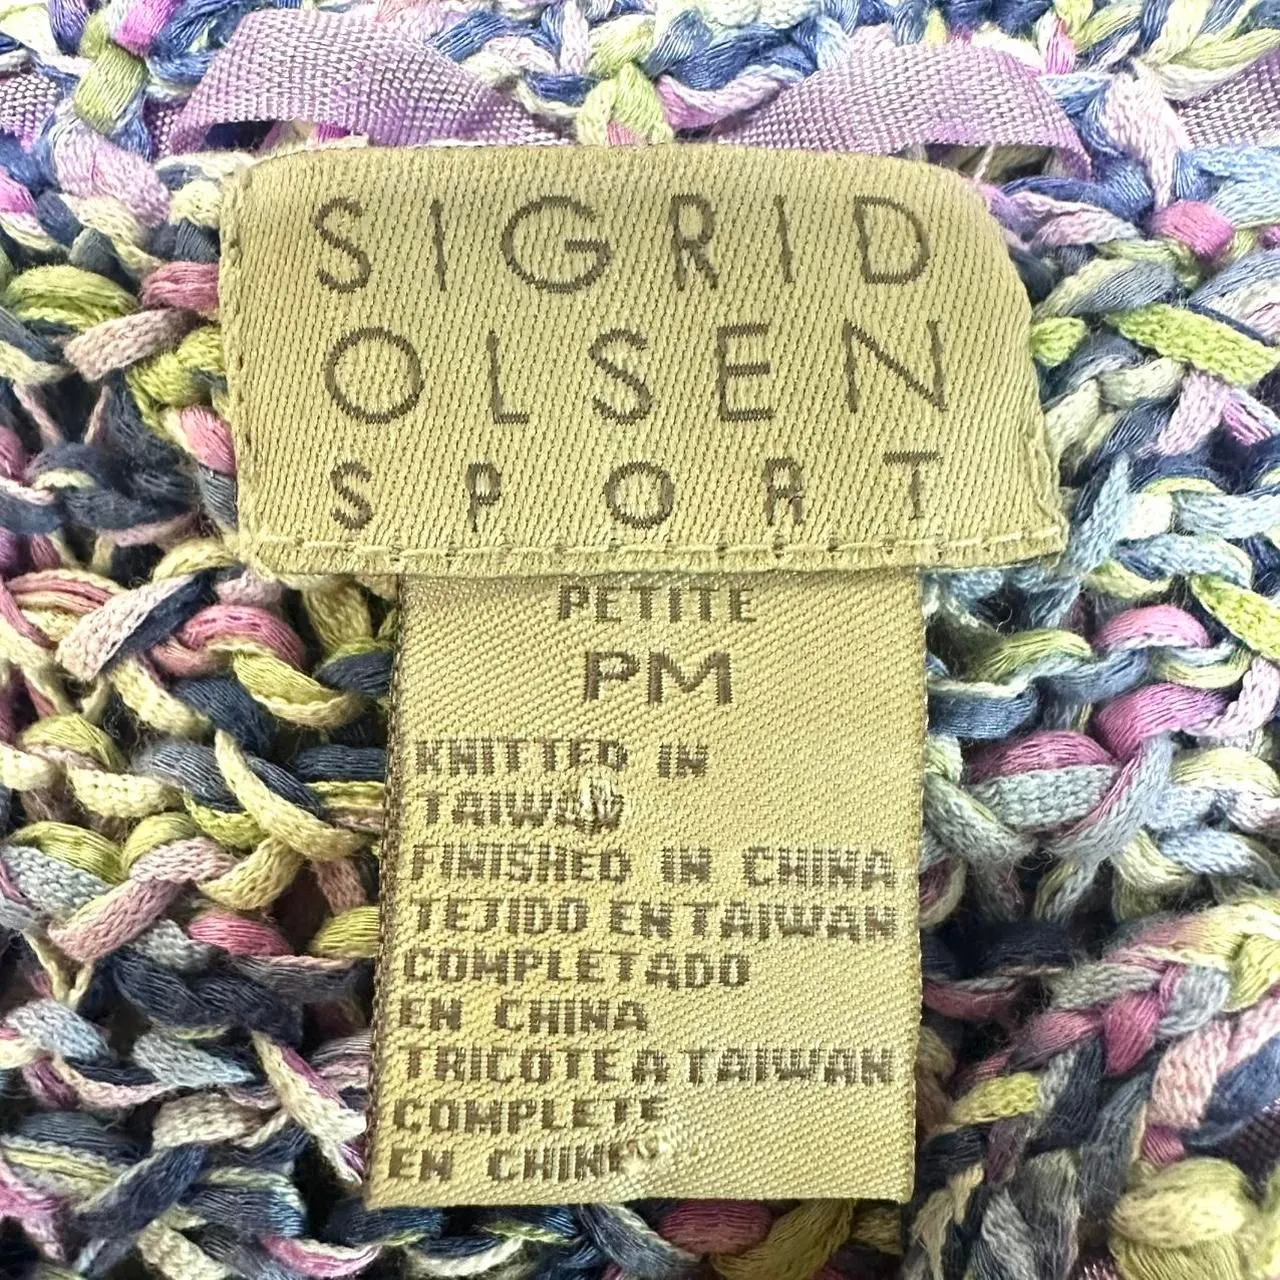 SIGRID
OLSEN
SPORT
PETITE
PM
KNITTED IN
TAIWAN
FINISHED IN CHINA
TEJIDO EN TAIWAN
COMPLETADO
EN CHINA
TRICOTE A TAIWAN
COMPLETE
EN CHINE